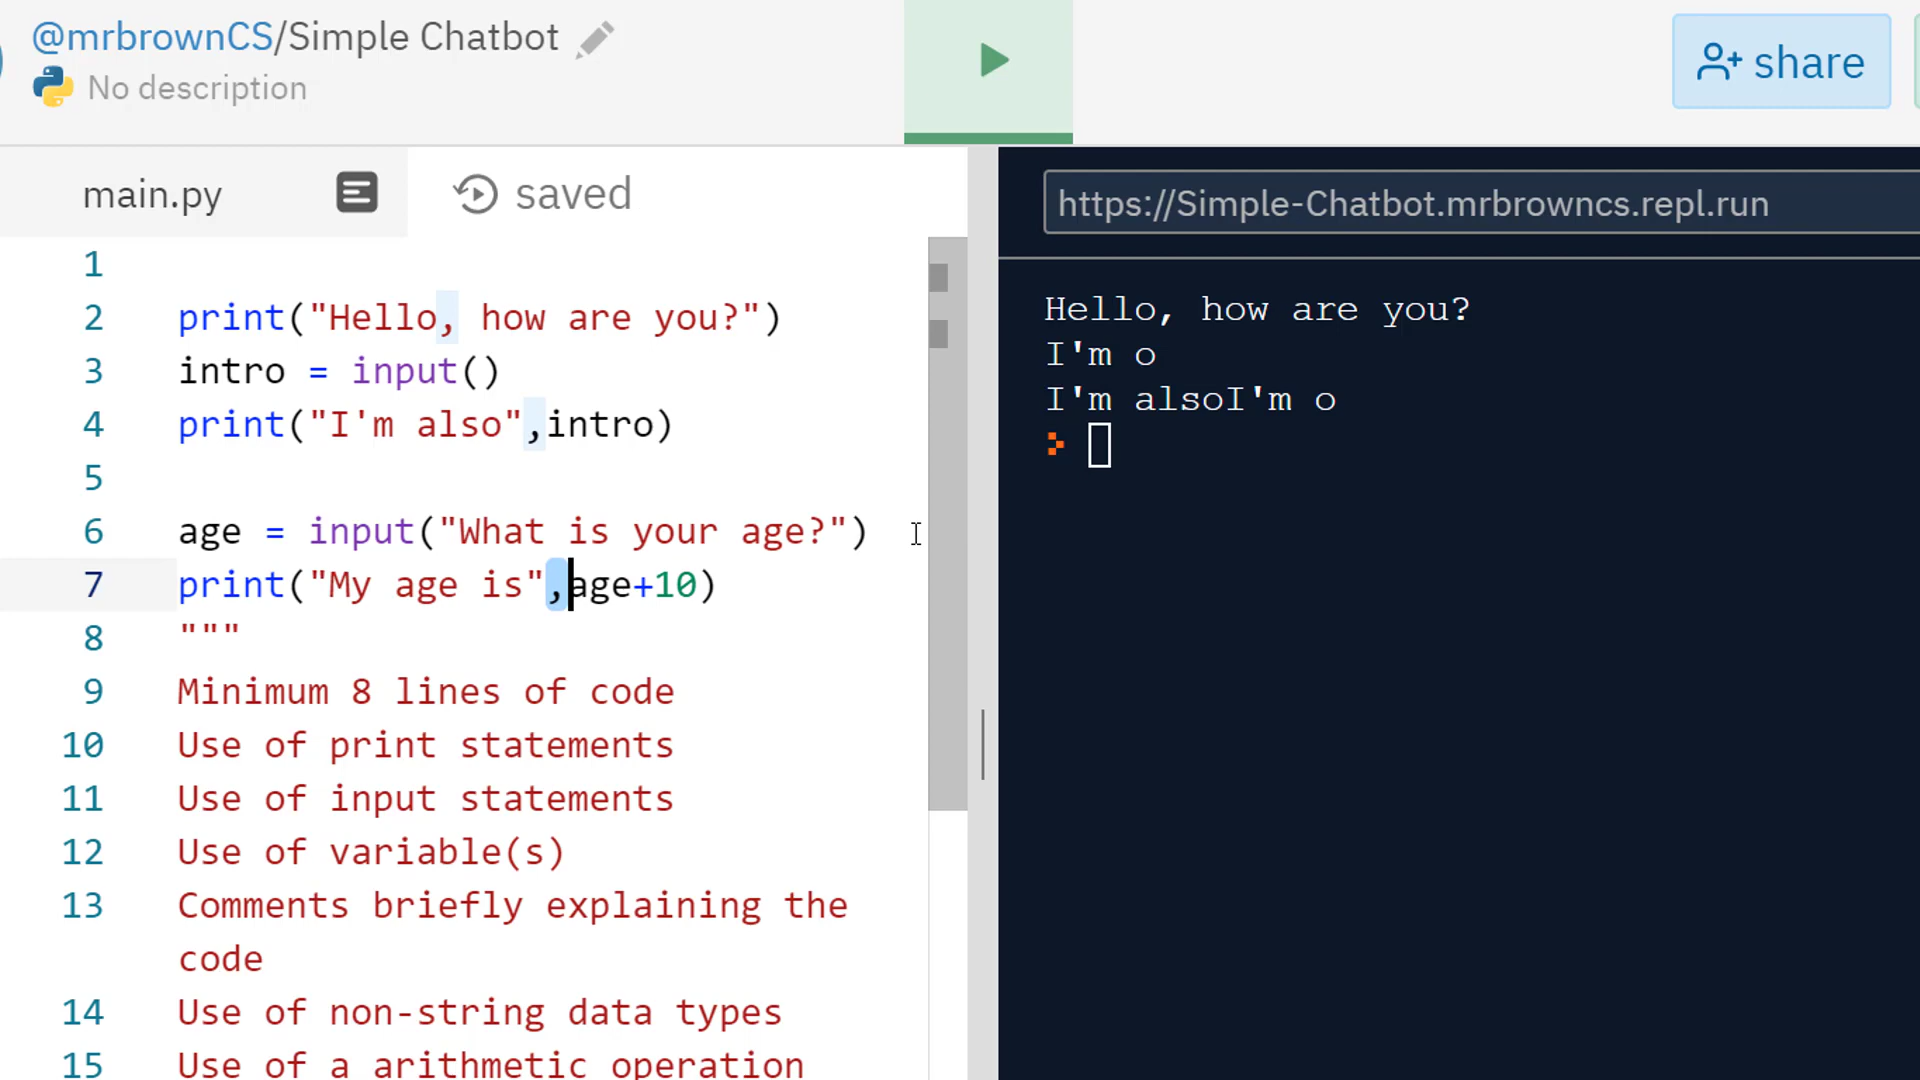 @mrbrownCS/Simple Chatbot
No description
share
main.py
saved
https://Simple-Chatbot.mrbrowncs.repl.run
1
2 print("Hello, how are you?")
3 intro = input()
4 print("I'm also",intro)
5
6 age = input("What is your age?")
7 print("My age is",age+10)
8 """
9 Minimum 8 lines of code
10 Use of print statements
11 Use of input statements
12 Use of variable(s)
13 Comments briefly explaining the
code
14 Use of non-string data types
15 Use of a arithmetic operation
Hello, how are you?
I'm o
I'm alsoI'm o